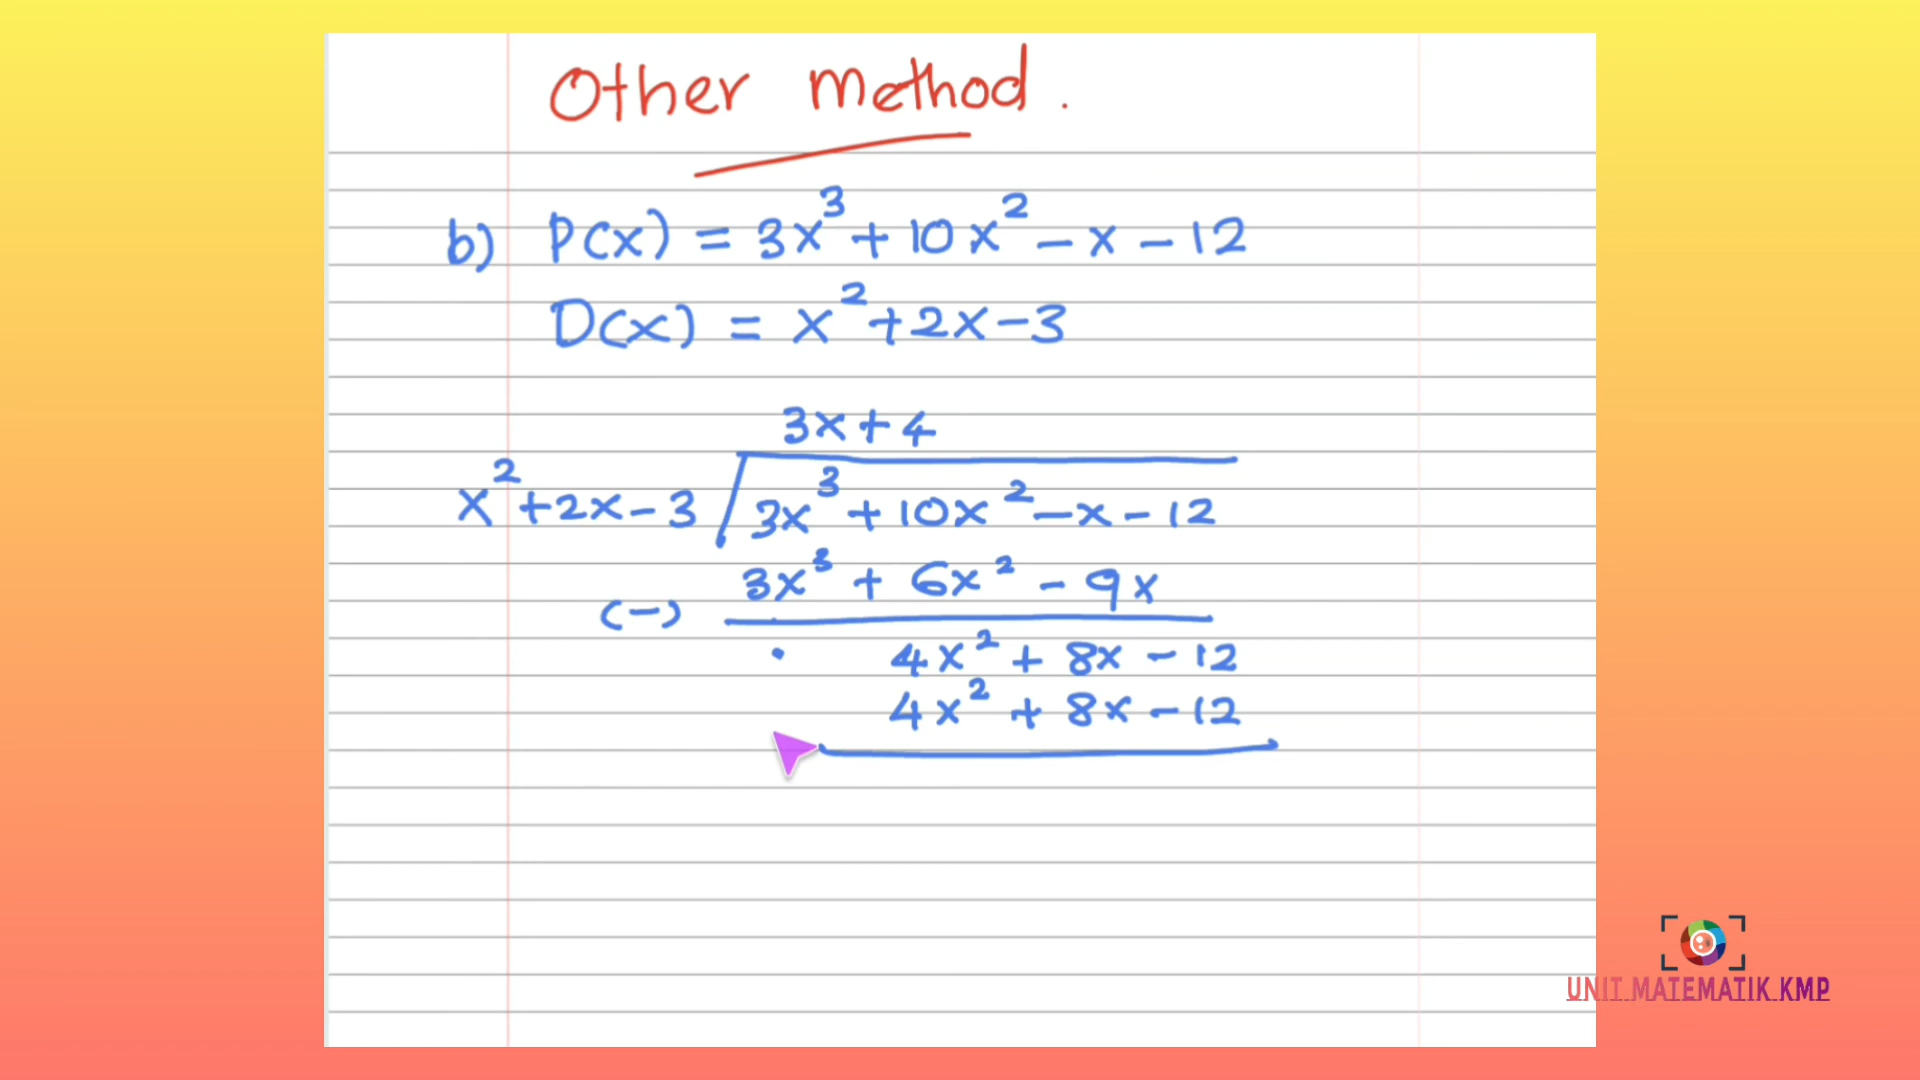 Other method.
b) P(x) = 3x³ + 10x² - x - 12
D(x) = x² + 2x - 3
3x + 4
x² + 2x - 3 3x³ + 10x² - x - 12
3x³ + 6x² - 9x
(-)
4x² + 8x - 12
4x² + 8x - 12
UNIT MATEMATIK KMP